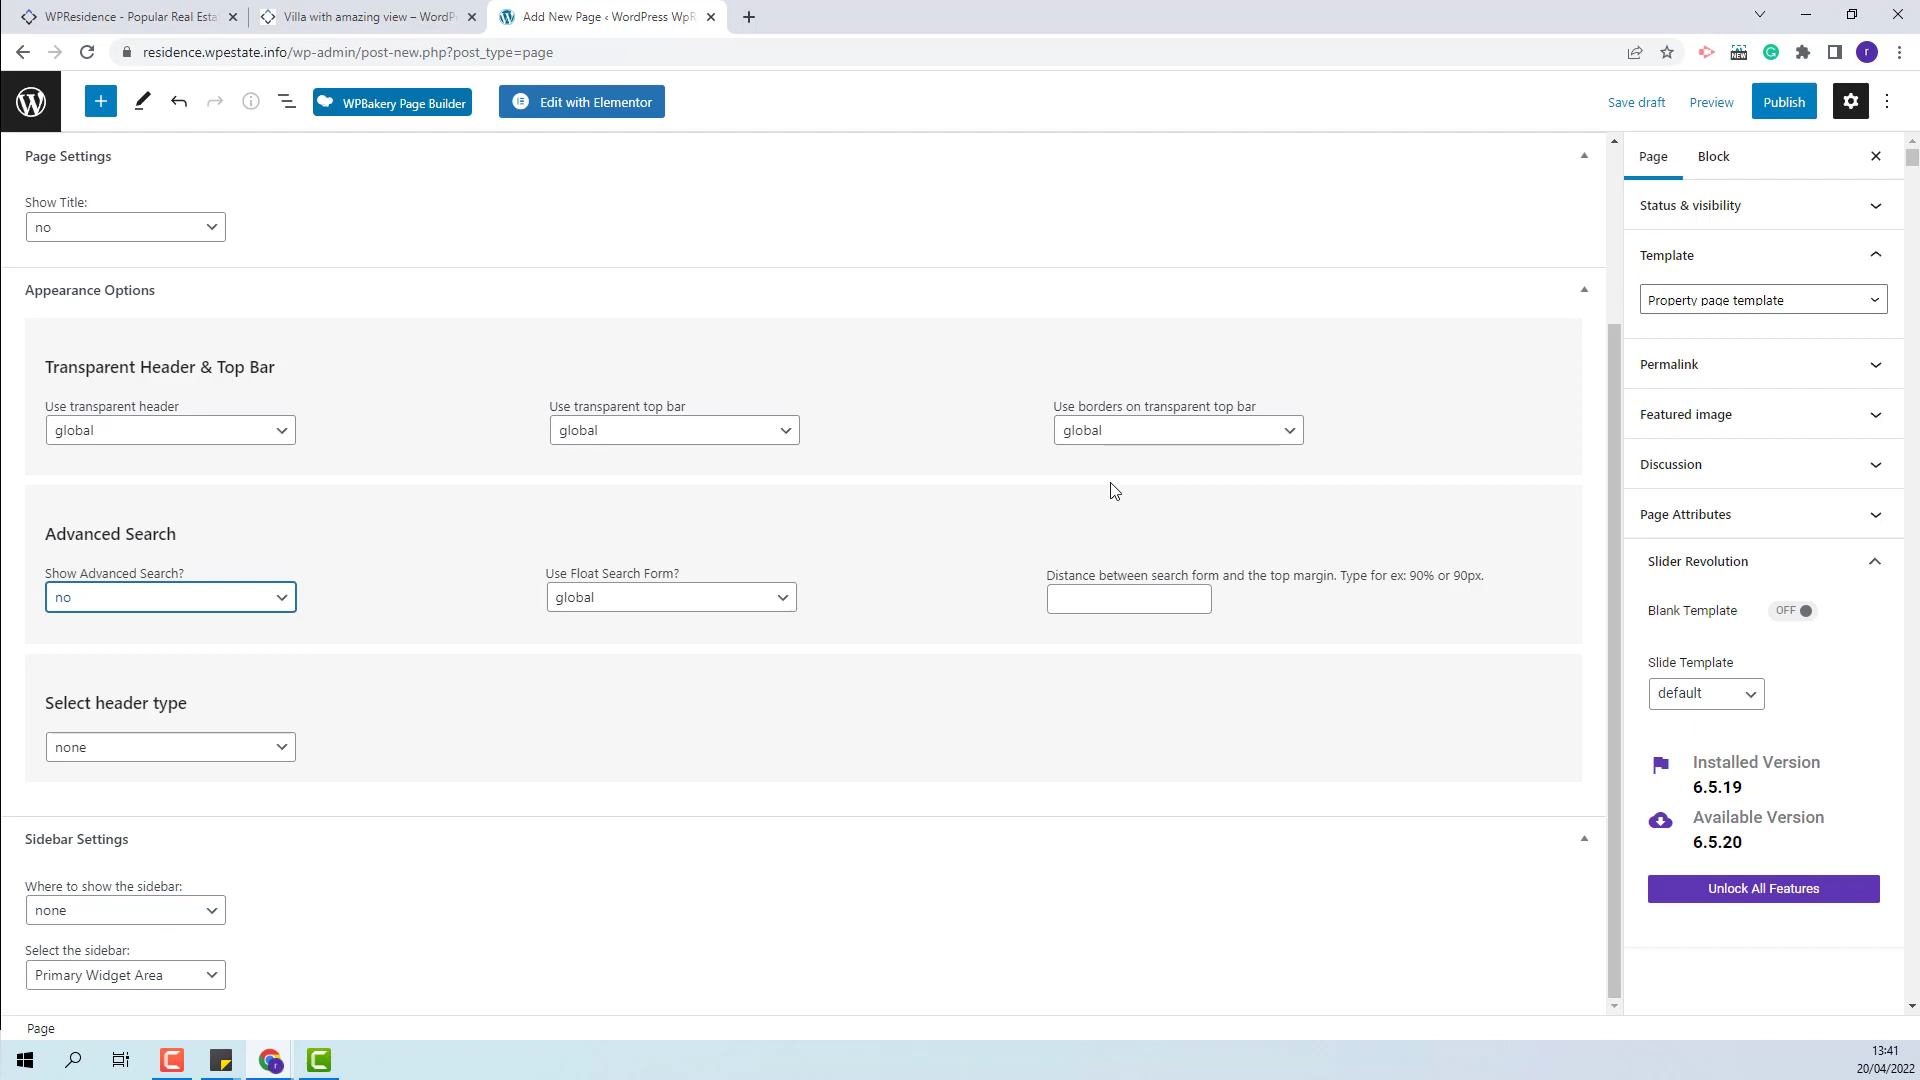 WPResidence - Popular Real Esta
Villa with amazing view – WordP
Add New Page ‹ WordPress WpR
residence.wpestate.info/wp-admin/post-new.php?post_type=page
NEW
r
WPBakery Page Builder
Edit with Elementor
Save draft
Preview
Publish
Page Settings
Show Title:
no
Appearance Options
Transparent Header & Top Bar
Use transparent header
Use transparent top bar
Use borders on transparent top bar
global
global
global
Advanced Search
Show Advanced Search?
Use Float Search Form?
Distance between search form and the top margin. Type for ex: 90% or 90px.
no
global
Select header type
none
Sidebar Settings
Where to show the sidebar:
none
Select the sidebar:
Primary Widget Area
Page
Page
Block
Status & visibility
Template
Property page template
Permalink
Featured image
Discussion
Page Attributes
Slider Revolution
Blank Template
OFF
Slide Template
default
Installed Version
6.5.19
Available Version
6.5.20
Unlock All Features
13:41
20/04/2022